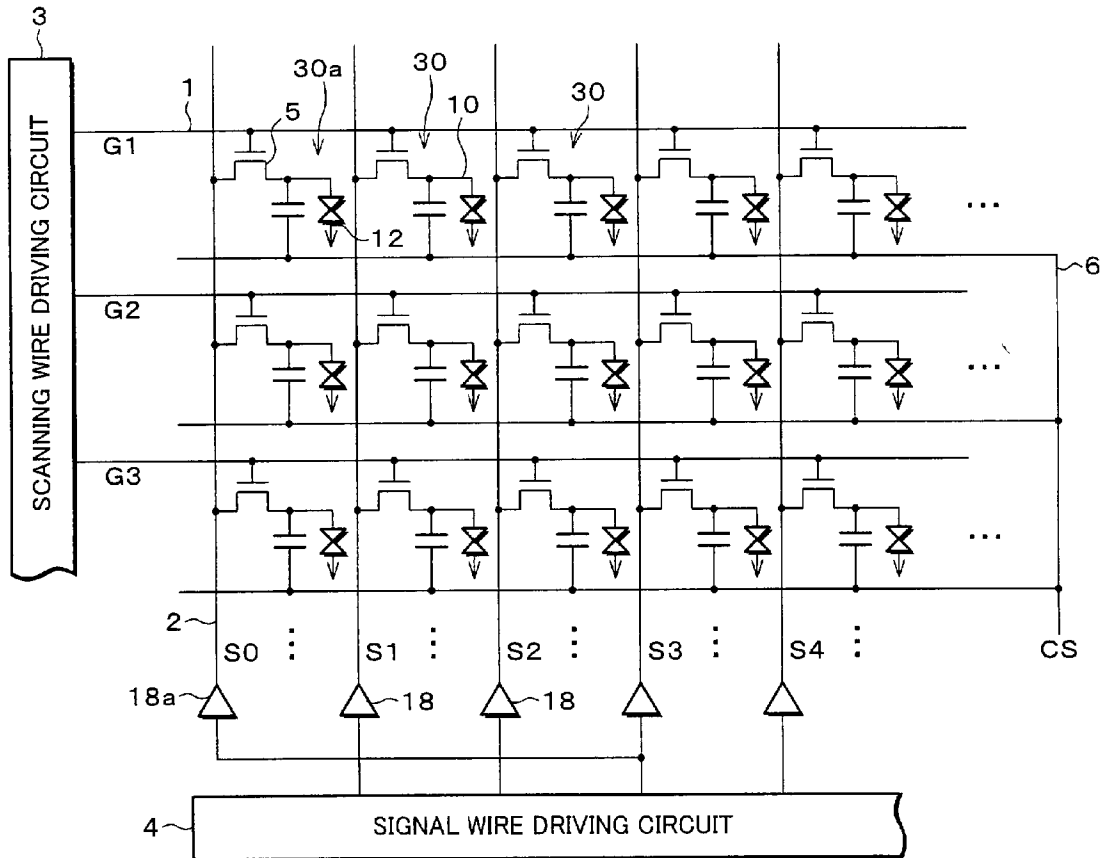 3
SCANNING WIRE DRIVING CIRCUIT
1
30a
5
30
10
30
G1
12
...
6
G2
...
G3
...
2
S0
S1
S2
S3
S4
CS
18a
18
18
4
SIGNAL WIRE DRIVING CIRCUIT